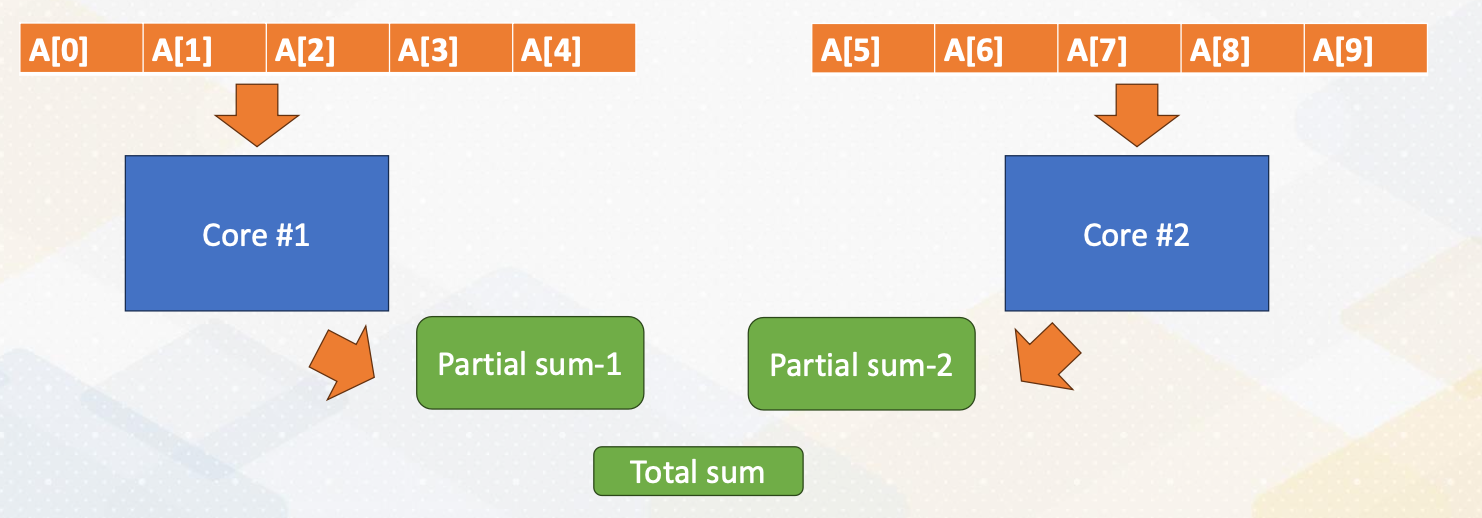 A[0] A[1] A[2] A[3] A[4] A[5] A[6] A[7] A[8] A[9]
Core #1 Core #2
Partial sum-1 Partial sum-2
Total sum